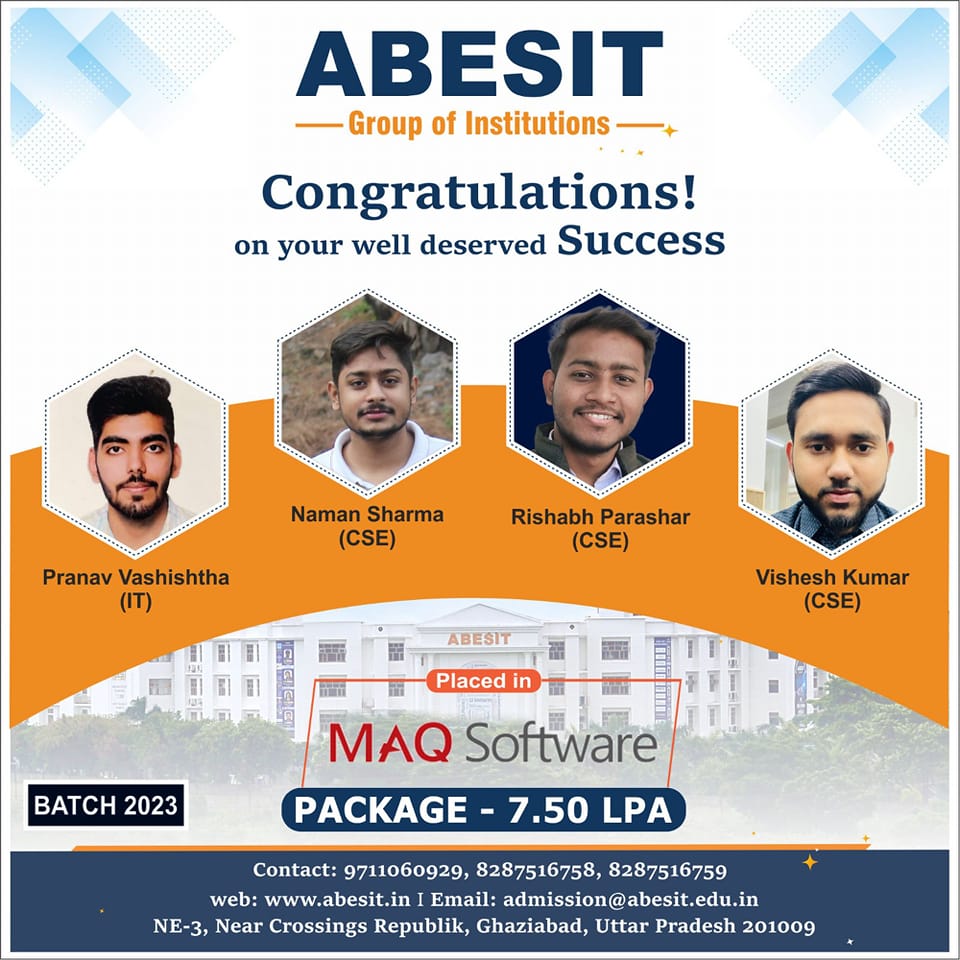 ABESIT
Group of Institutions
Congratulations!
on your well deserved Success
Pranav Vashishtha
(IT)
Naman Sharma
(CSE)
Rishabh Parashar
(CSE)
Vishesh Kumar
(CSE)
ABESIT
Placed in
MAQ Software
BATCH 2023
PACKAGE - 7.50 LPA
Contact: 9711060929, 8287516758, 8287516759
web: www.abesit.in I Email: admission@abesit.edu.in
NE-3, Near Crossings Republik, Ghaziabad, Uttar Pradesh 201009